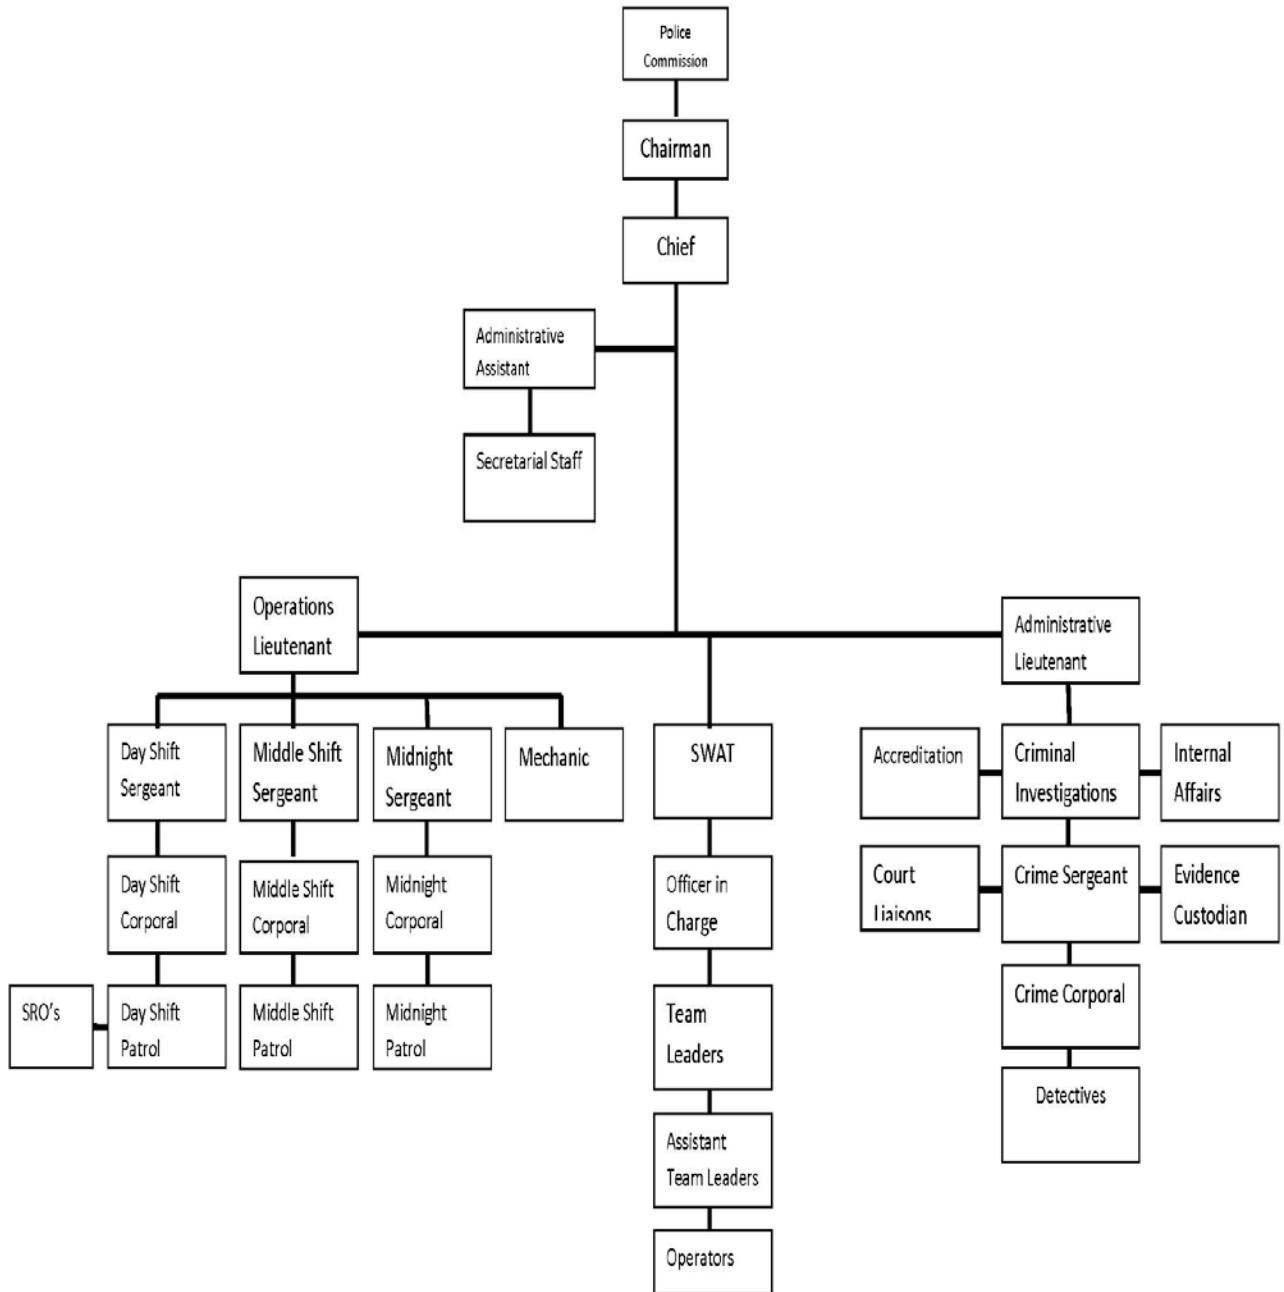 Police
Commission
Chairman
Chief
Administrative
Assistant
Secretarial Staff
Operations
Lieutenant
Administrative
Lieutenant
Day Shift
Sergeant
Middle Shift
Sergeant
Midnight
Sergeant
Mechanic
SWAT
Accreditation
Criminal
Investigations
Internal
Affairs
Day Shift
Corporal
Middle Shift
Corporal
Midnight
Corporal
Officer in
Charge
Court
Liaisons
Crime Sergeant
Evidence
Custodian
SRO's
Day Shift
Patrol
Middle Shift
Patrol
Midnight
Patrol
Team
Leaders
Crime Corporal
Detectives
Assistant
Team Leaders
Operators